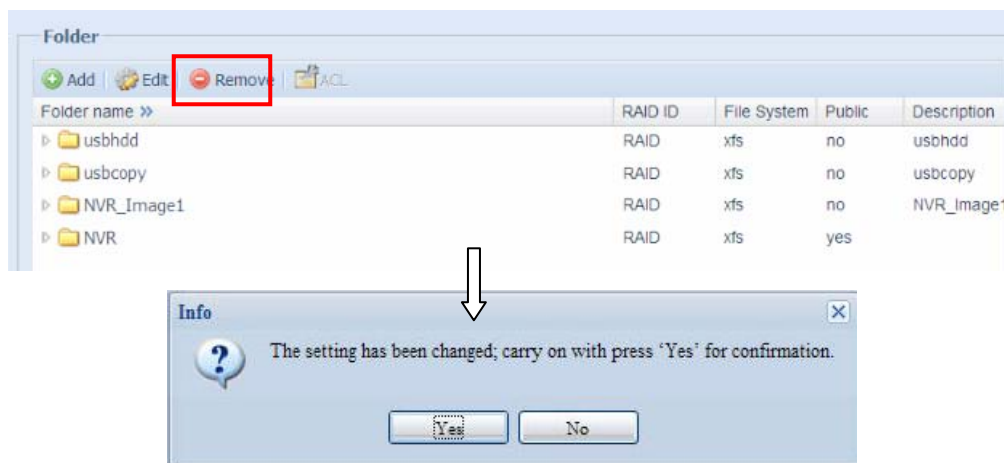 Folder
Add Edit Remove ACL
Folder name » RAID ID File System Public Description
usbhdd RAID xfs no usbhdd
usbcopy RAID xfs no usbcopy
NVR_Image1 RAID xfs no NVR_Image1
NVR RAID xfs yes
Info
The setting has been changed; carry on with press ‘Yes’ for confirmation.
Yes No